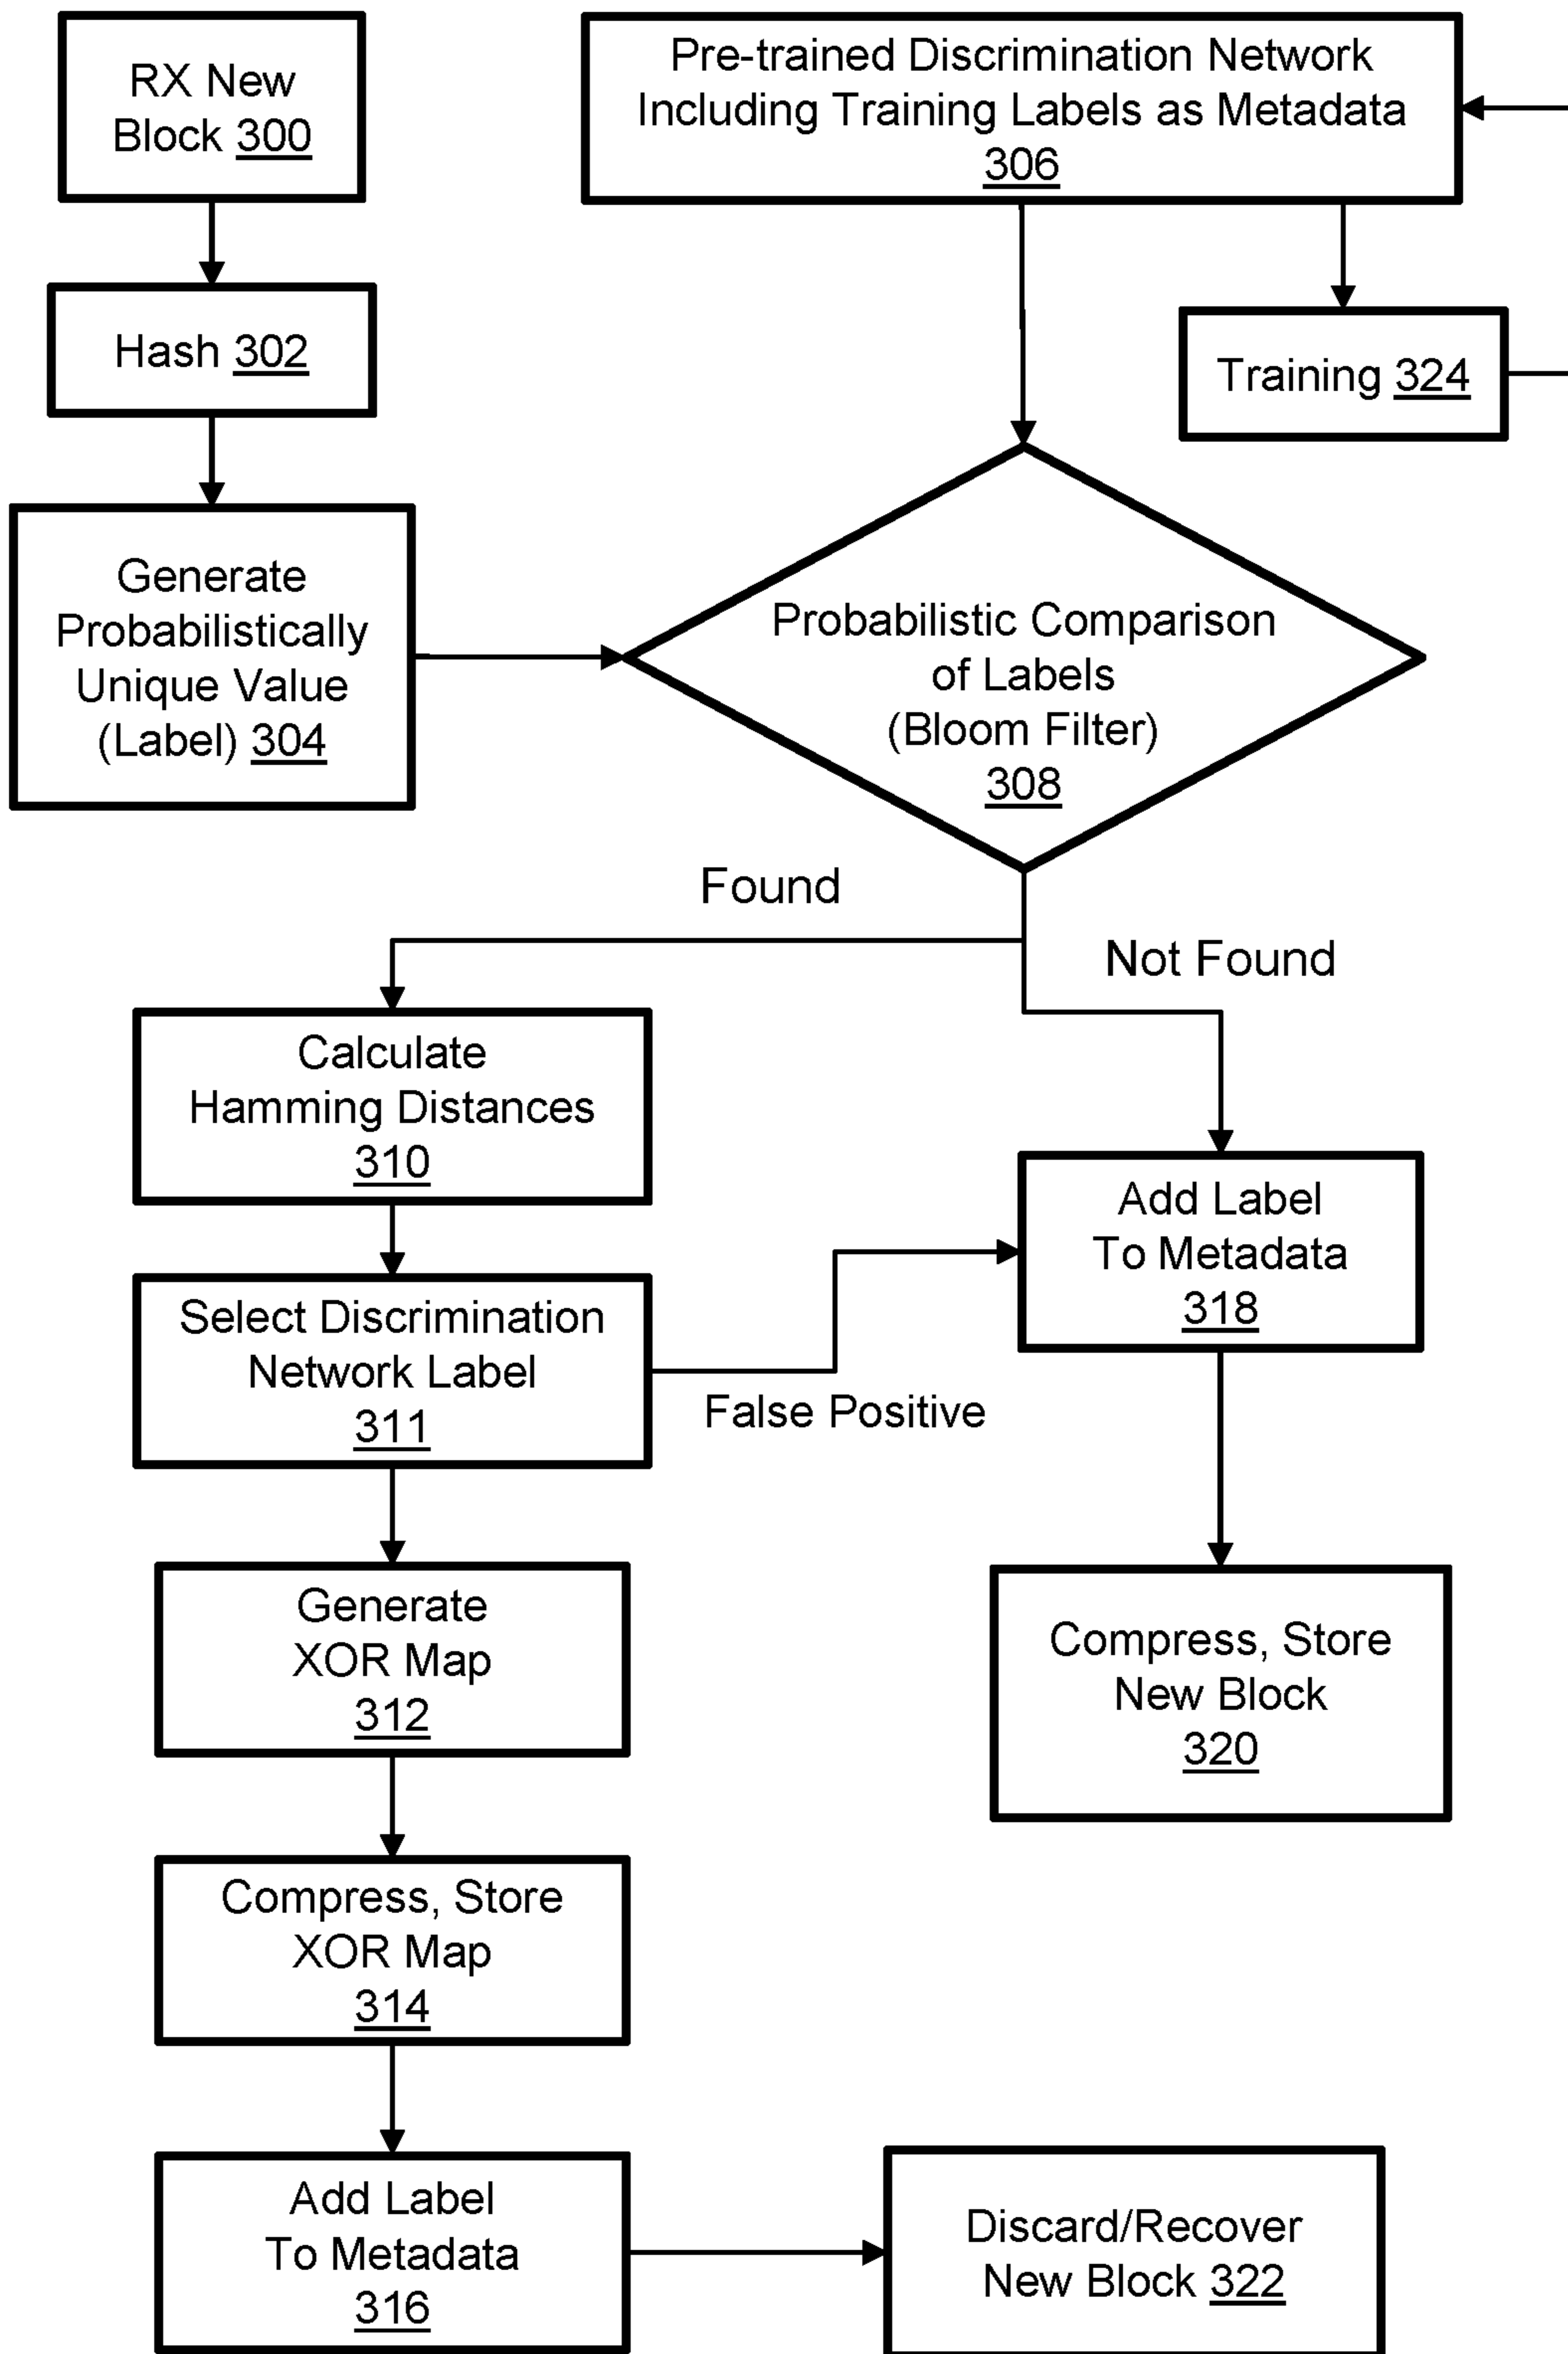 RX New
Block 300
Pre-trained Discrimination Network
Including Training Labels as Metadata
306
Hash 302
Training 324
Generate
Probabilistically
Unique Value
(Label) 304
Probabilistic Comparison
of Labels
(Bloom Filter)
308
Found
Not Found
Calculate
Hamming Distances
310
Add Label
To Metadata
318
Select Discrimination
Network Label
311
False Positive
Generate
XOR Map
312
Compress, Store
New Block
320
Compress, Store
XOR Map
314
Add Label
To Metadata
316
Discard/Recover
New Block 322